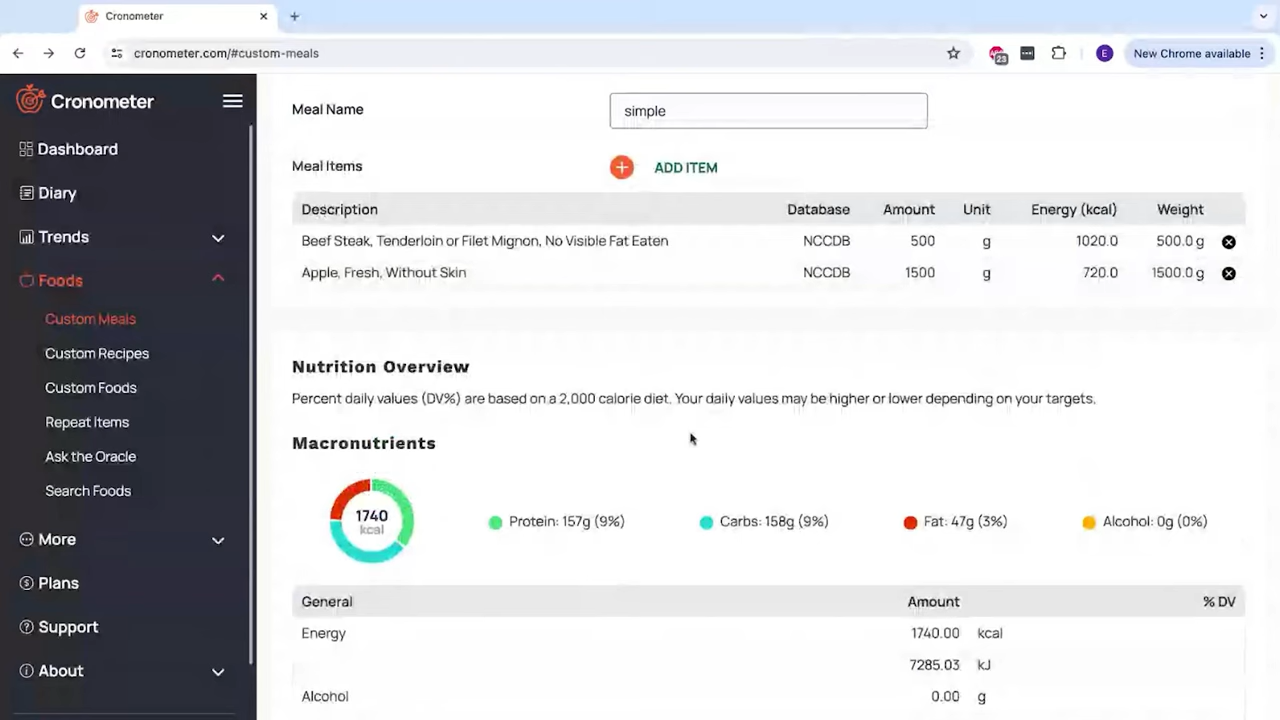 Cronometer
cronometer.com/#custom-meals
23
E
New Chrome available
Cronometer
Dashboard
Diary
Trends
Foods
Custom Meals
Custom Recipes
Custom Foods
Repeat Items
Ask the Oracle
Search Foods
More
Plans
Support
About
Meal Name
simple
Meal Items
ADD ITEM
Description Database Amount Unit Energy (kcal) Weight
Beef Steak, Tenderloin or Filet Mignon, No Visible Fat Eaten NCCDB 500 g 1020.0 500.0 g
Apple, Fresh, Without Skin NCCDB 1500 g 720.0 1500.0 g
Nutrition Overview
Percent daily values (DV%) are based on a 2,000 calorie diet. Your daily values may be higher or lower depending on your targets.
Macronutrients
1740
kcal
Protein: 157g (9%) Carbs: 158g (9%) Fat: 47g (3%) Alcohol: 0g (0%)
General Amount % DV
Energy 1740.00 kcal
7285.03 kJ
Alcohol 0.00 g